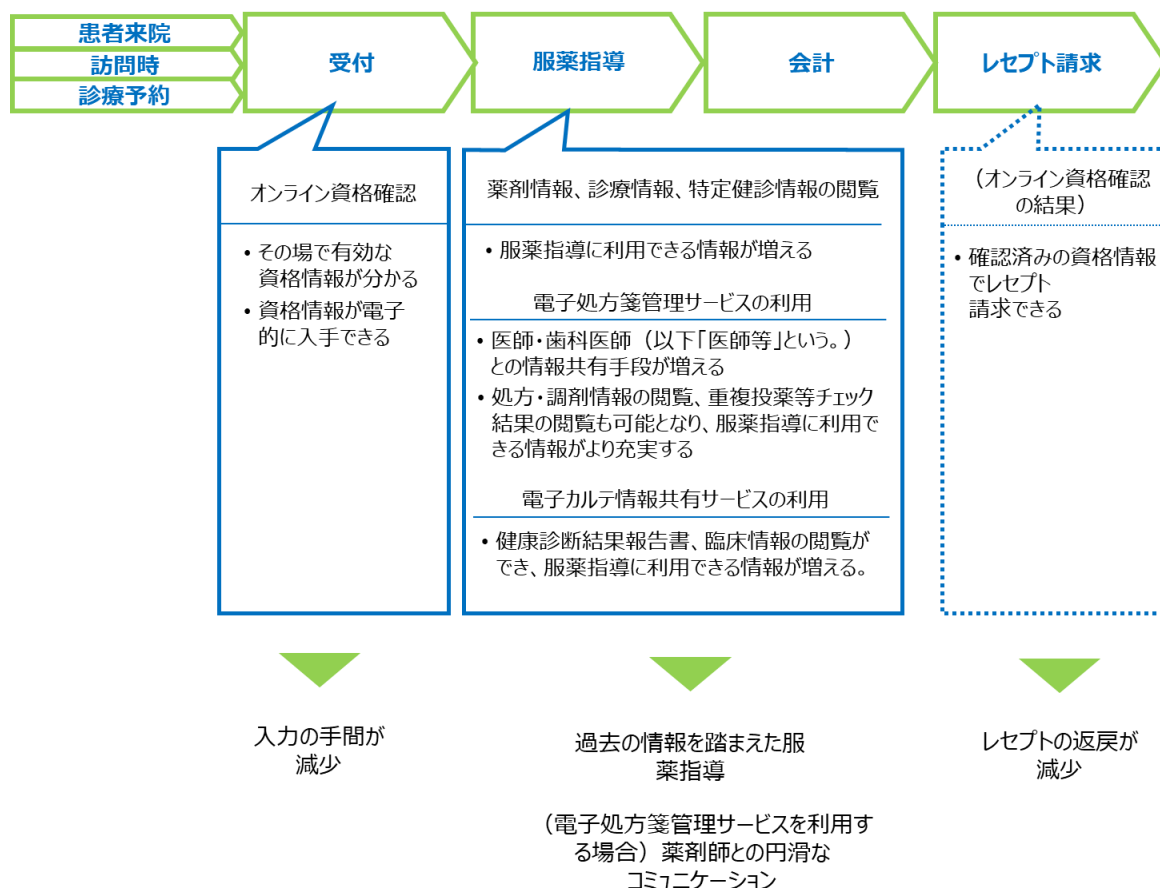 患者来院
訪問時
診療予約
受付
服薬指導
会計
レセプト請求
オンライン資格確認
• その場で有効な
資格情報が分かる
• 資格情報が電子
的に入手できる
薬剤情報、診療情報、特定健診情報の閲覧
• 服薬指導に利用できる情報が増える
電子処方箋管理サービスの利用
• 医師・歯科医師（以下「医師等」という。）
との情報共有手段が増える
• 処方・調剤情報の閲覧、重複投薬等チェック
結果の閲覧も可能となり、服薬指導に利用で
きる情報がより充実する
電子カルテ情報共有サービスの利用
• 健康診断結果報告書、臨床情報の閲覧が
でき、服薬指導に利用できる情報が増える。
（オンライン資格確認
の結果）
• 確認済みの資格情報
でレセプト
請求できる
入力の手間が
減少
過去の情報を踏まえた服
薬指導
（電子処方箋管理サービスを利用す
る場合）薬剤師との円滑な
コミュニケーション
レセプトの返戻が
減少